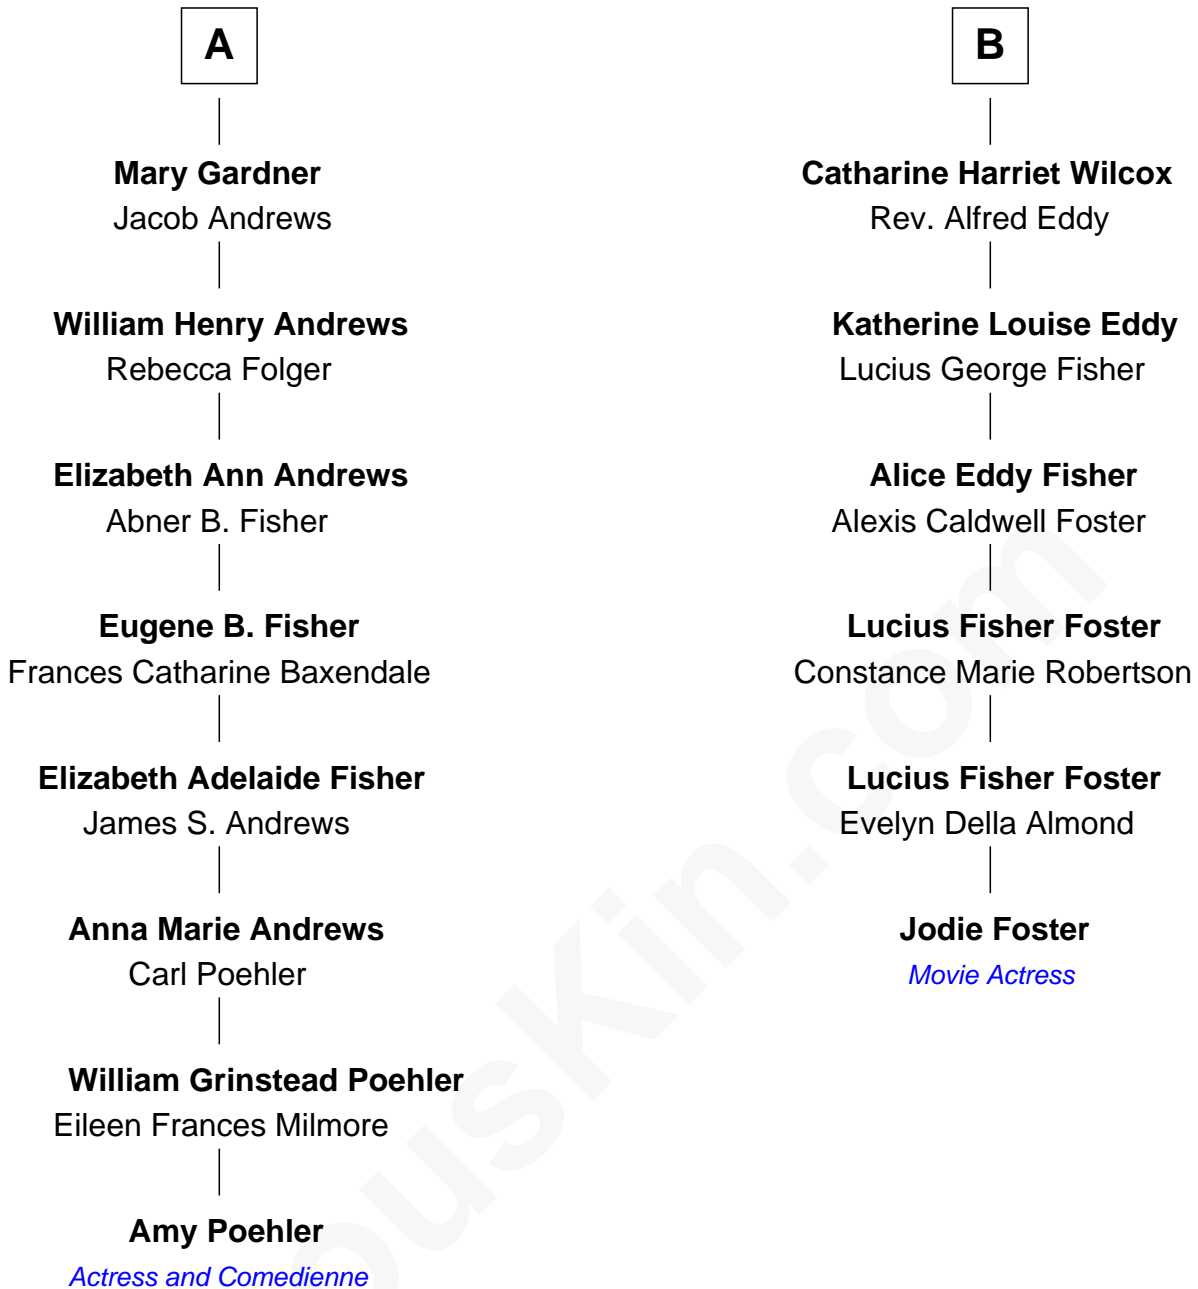 A
Mary Gardner
Jacob Andrews
William Henry Andrews
Rebecca Folger
Elizabeth Ann Andrews
Abner B. Fisher
Eugene B. Fisher
Frances Catharine Baxendale
Elizabeth Adelaide Fisher
James S. Andrews
Anna Marie Andrews
Carl Poehler
William Grinstead Poehler
Eileen Frances Milmore
Amy Poehler
Actress and Comedienne
B
Catharine Harriet Wilcox
Rev. Alfred Eddy
Katherine Louise Eddy
Lucius George Fisher
Alice Eddy Fisher
Alexis Caldwell Foster
Lucius Fisher Foster
Constance Marie Robertson
Lucius Fisher Foster
Evelyn Della Almond
Jodie Foster
Movie Actress
ousKin.com